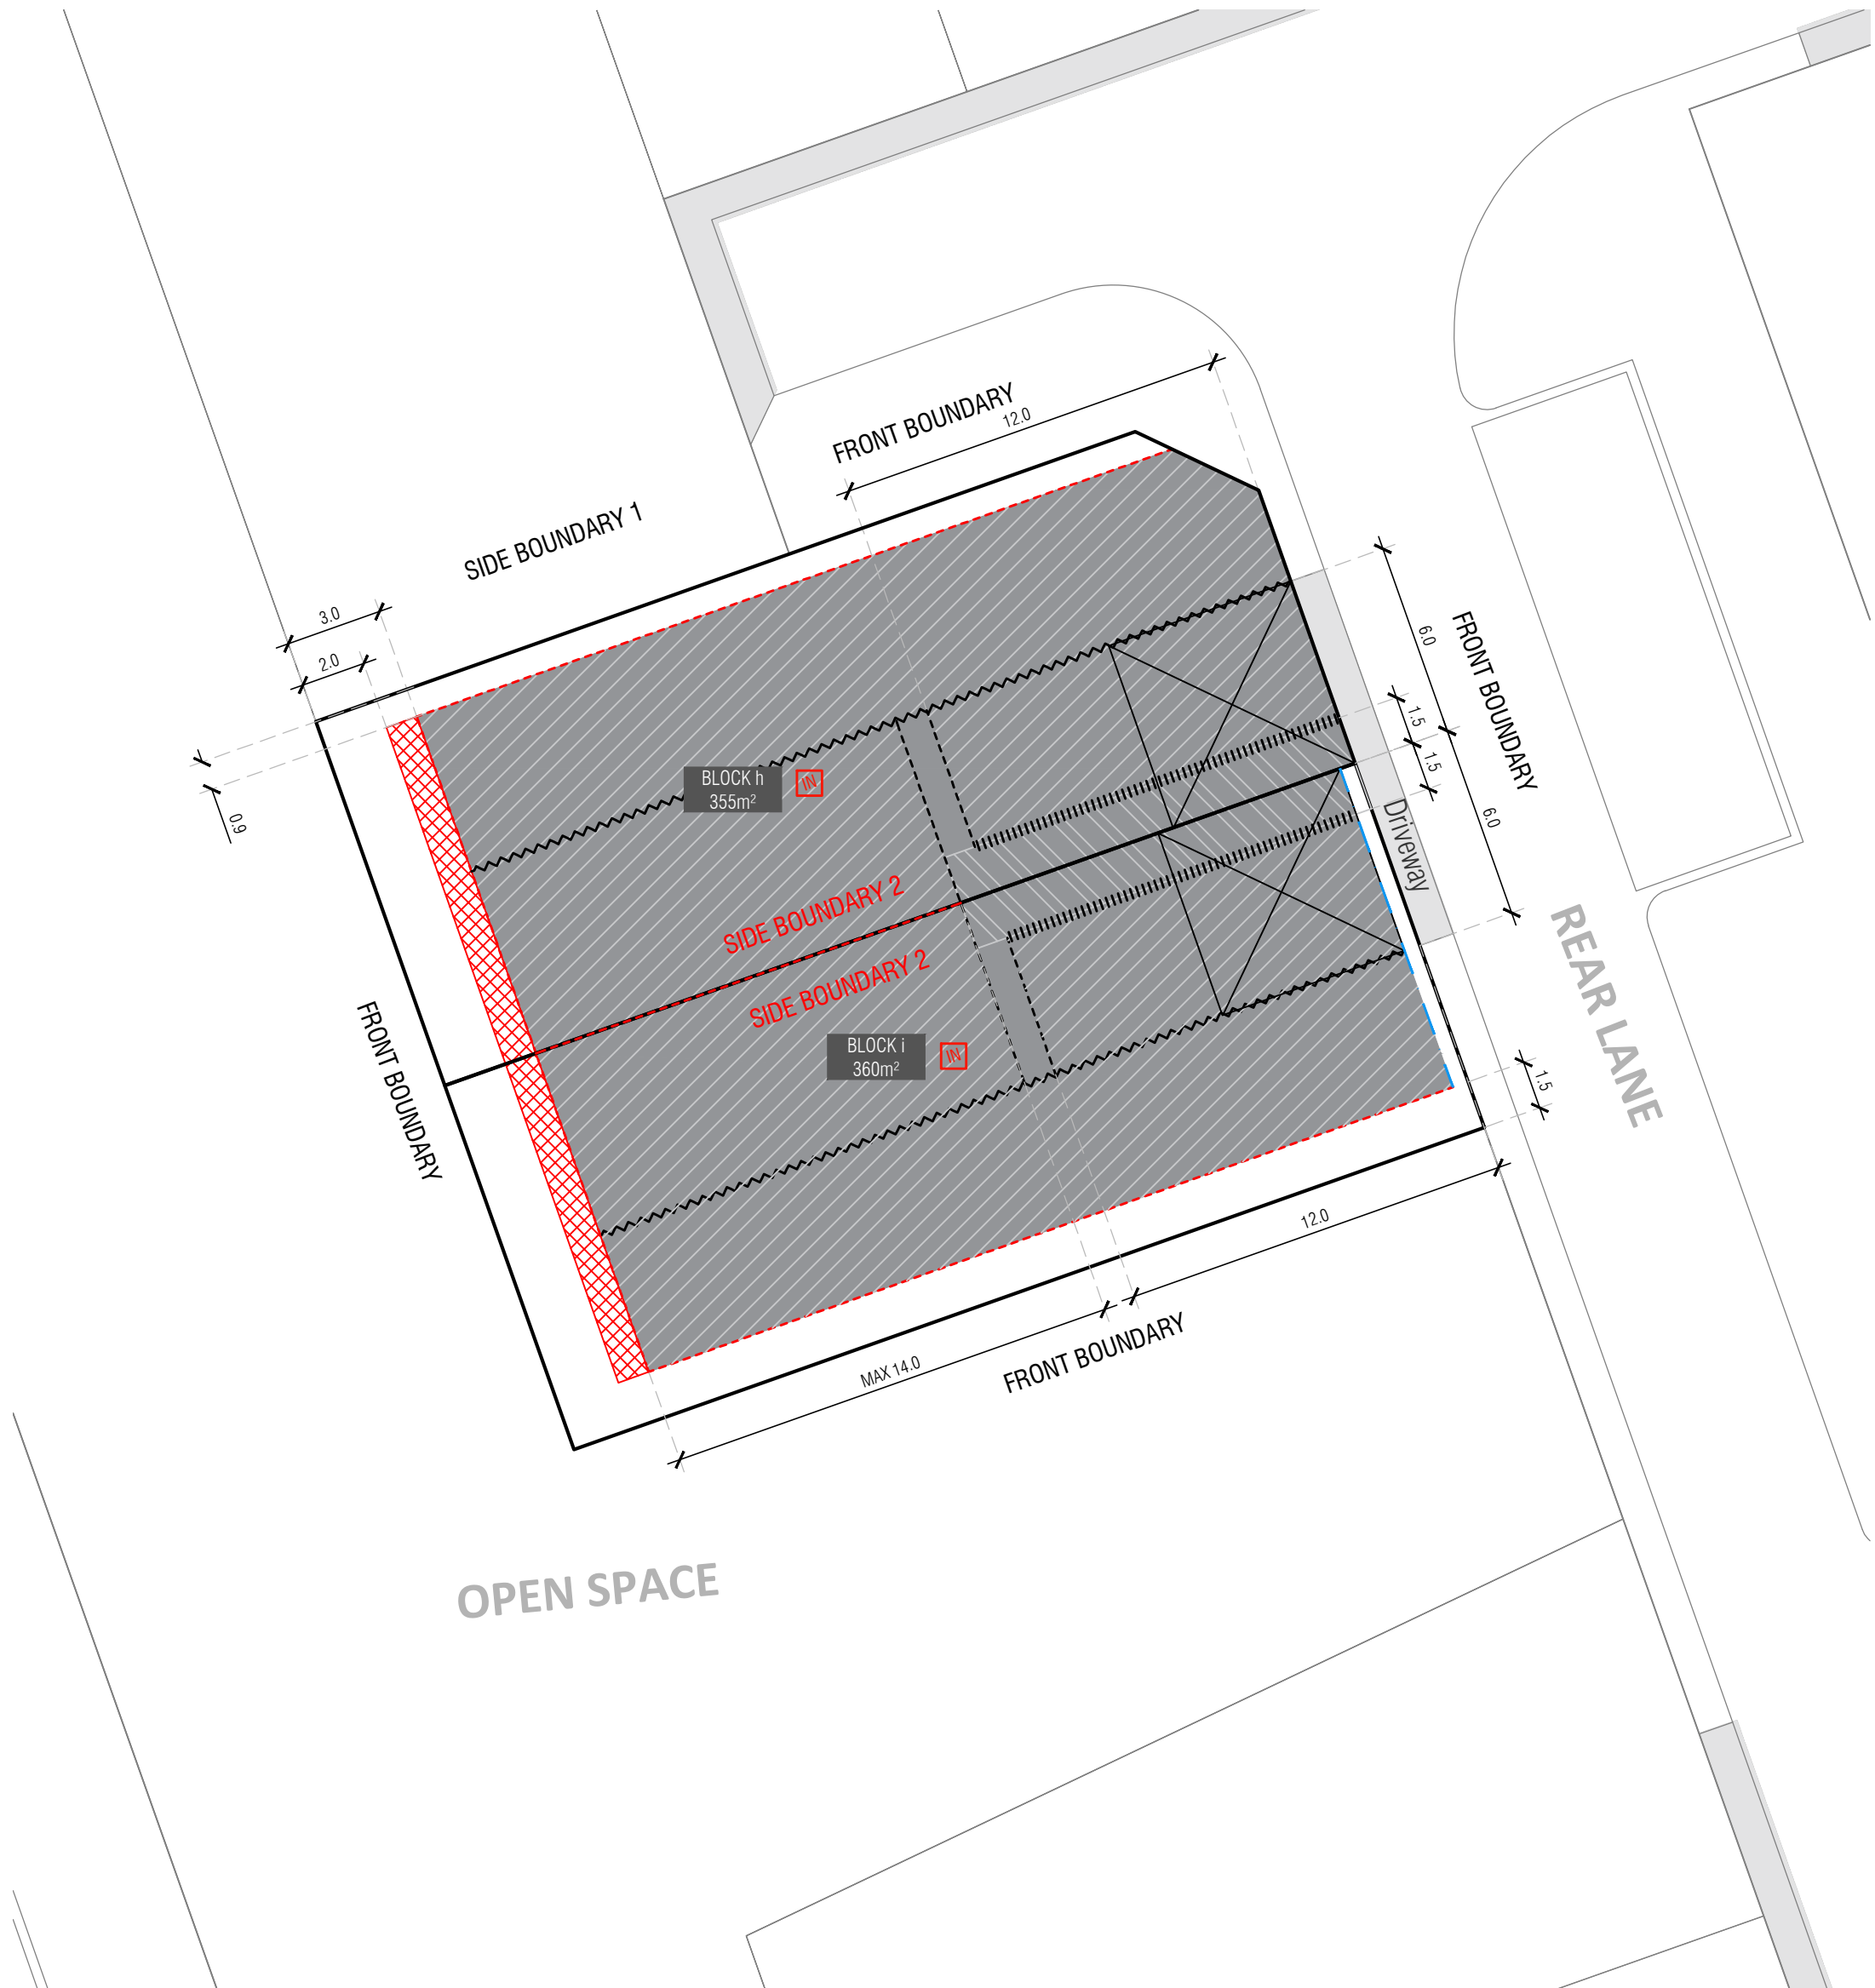 FRONT BOUNDARY
12.0
SIDE BOUNDARY 1
3.0
2.0
0.9
6.0
FRONT BOUNDARY
1.5
1.5
6.0
BLOCK h
355m²
IN
Driveway
SIDE BOUNDARY 2
SIDE BOUNDARY 2
BLOCK i
360m²
IN
REAR LANE
FRONT BOUNDARY
1.5
12.0
MAX 14.0
FRONT BOUNDARY
OPEN SPACE